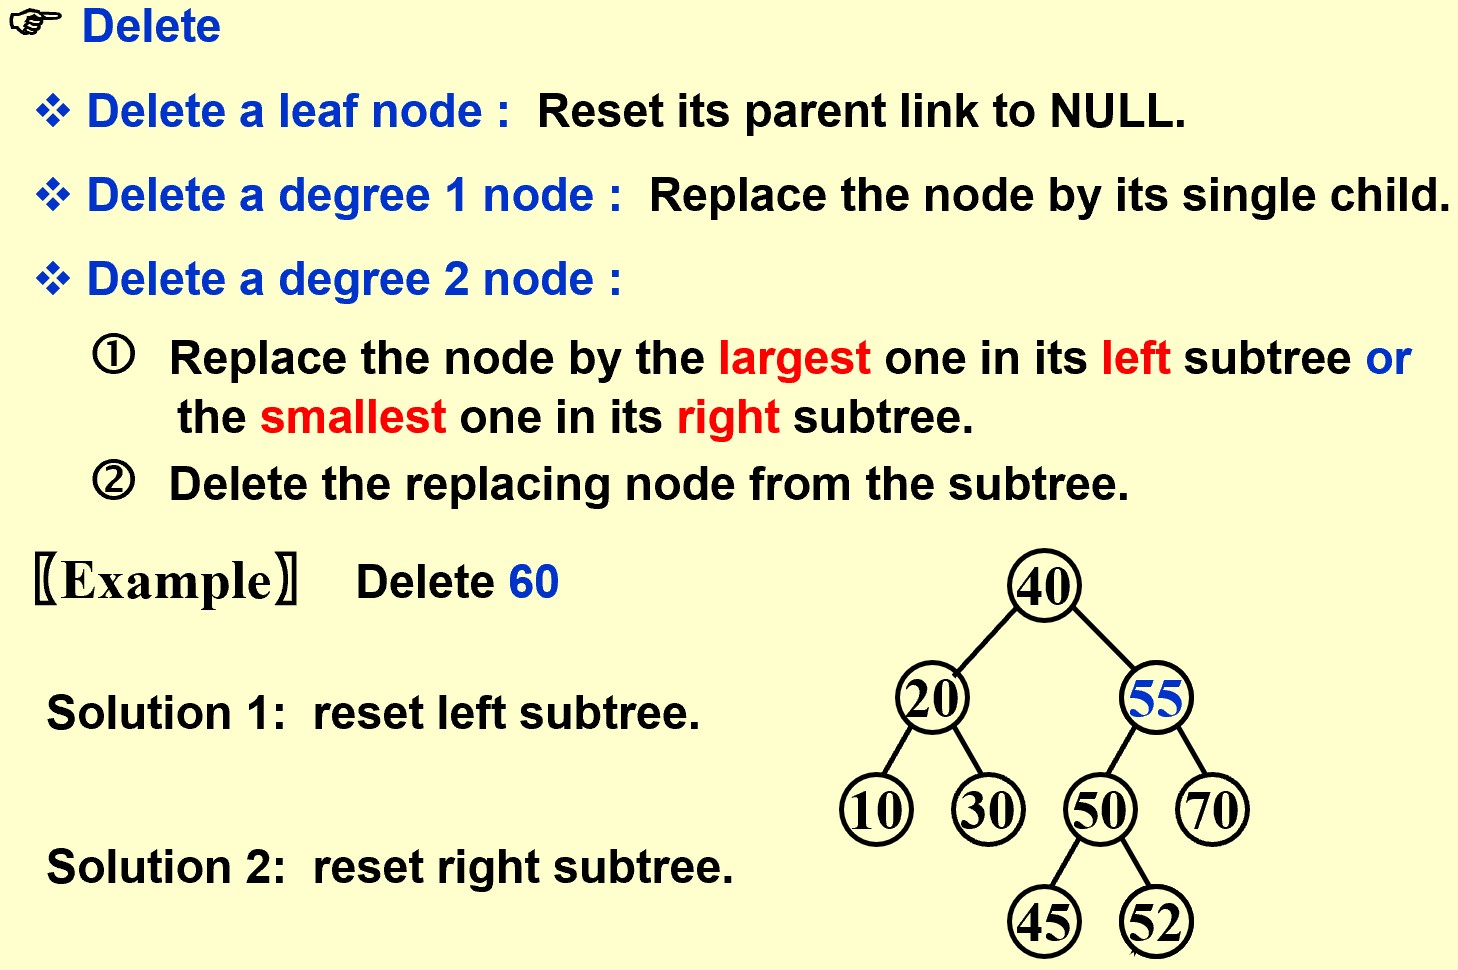 ☞ Delete
❖ Delete a leaf node : Reset its parent link to NULL.
❖ Delete a degree 1 node : Replace the node by its single child.
❖ Delete a degree 2 node :
① Replace the node by the largest one in its left subtree or
the smallest one in its right subtree.
② Delete the replacing node from the subtree.
〖Example〗 Delete 60
Solution 1: reset left subtree.
Solution 2: reset right subtree.
40
20 55
10 30 50 70
45 52